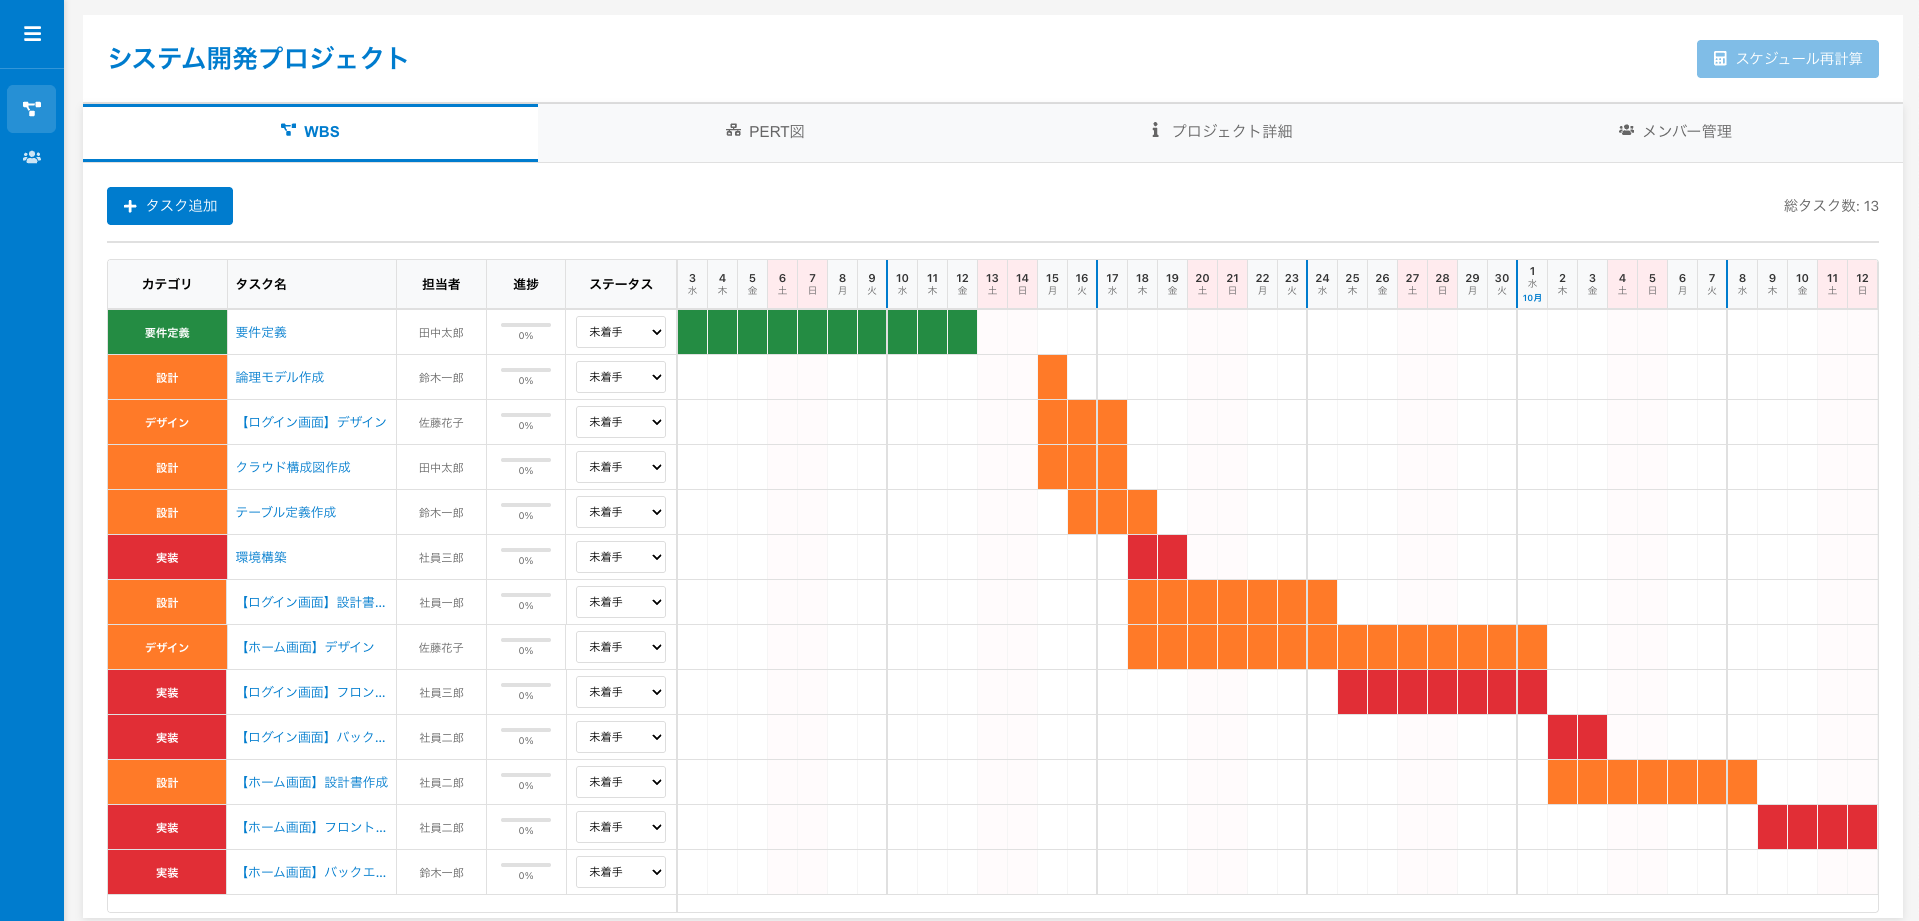 システム開発プロジェクト
スケジュール再計算
WBS
PERT図
プロジェクト詳細
メンバー管理
タスク追加
総タスク数: 13
カテゴリ タスク名 担当者 進捗 ステータス 3 4 5 6 7 8 9 10 11 12 13 14 15 16 17 18 19 20 21 22 23 24 25 26 27 28 29 30 1 2 3 4 5 6 7 8 9 10 11 12
水 木 金 土 日 月 火 水 木 金 土 日 月 火 水 木 金 土 日 月 火 水 木 金 土 日 月 火 水 木 金 土 日 月 火 水 木 金 土 日
10月
要件定義 要件定義 田中太郎 0% 未着手
設計 論理モデル作成 鈴木一郎 0% 未着手
デザイン 【ログイン画面】デザイン 佐藤花子 0% 未着手
設計 クラウド構成図作成 田中太郎 0% 未着手
設計 テーブル定義作成 鈴木一郎 0% 未着手
実装 環境構築 社員三郎 0% 未着手
設計 【ログイン画面】設計書... 社員一郎 0% 未着手
デザイン 【ホーム画面】デザイン 佐藤花子 0% 未着手
実装 【ログイン画面】フロン... 社員三郎 0% 未着手
実装 【ログイン画面】バック... 社員二郎 0% 未着手
設計 【ホーム画面】設計書作成 社員二郎 0% 未着手
実装 【ホーム画面】フロント... 社員二郎 0% 未着手
実装 【ホーム画面】バックエ... 鈴木一郎 0% 未着手